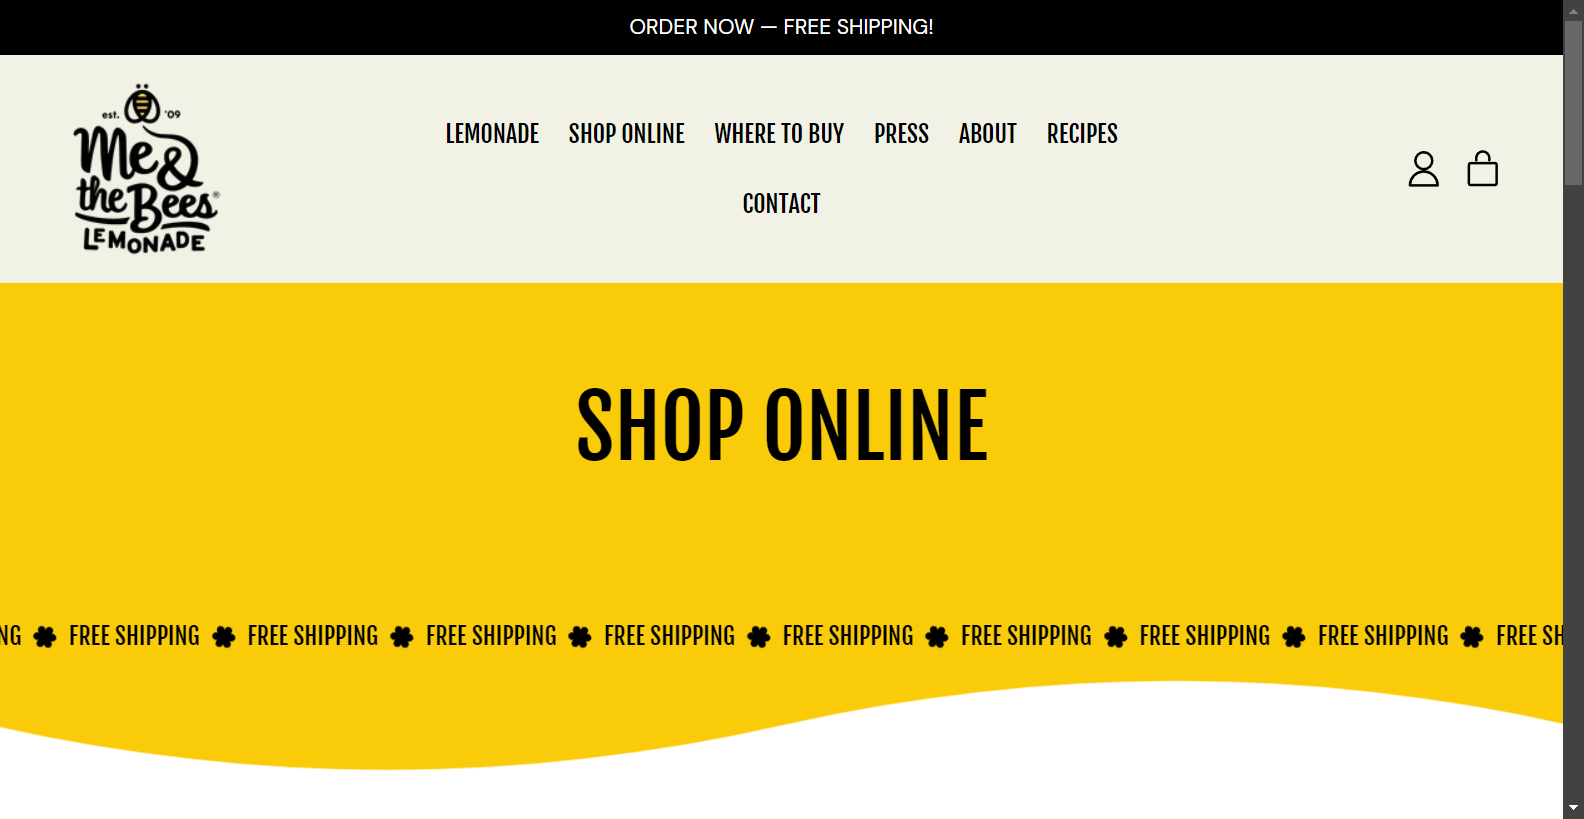 ORDER NOW — FREE SHIPPING!
est. '09
Me &
the Bees®
LEMONADE
LEMONADE SHOP ONLINE WHERE TO BUY PRESS ABOUT RECIPES
CONTACT
SHOP ONLINE
NG FREE SHIPPING FREE SHIPPING FREE SHIPPING FREE SHIPPING FREE SHIPPING FREE SHIPPING FREE SHIPPING FREE SHIPPING FREE SH